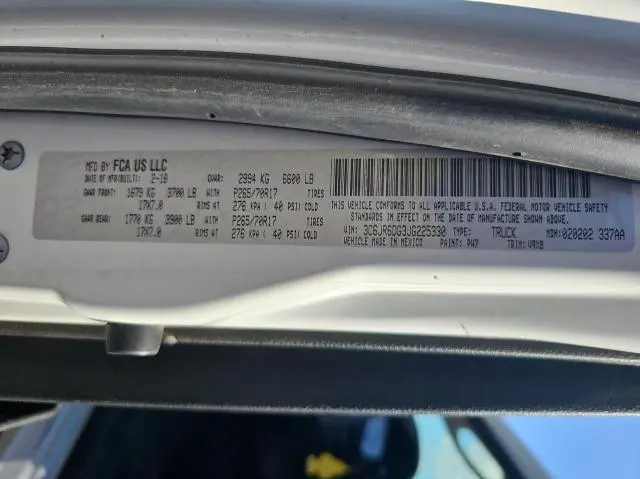 MFD BY FCA US LLC
DATE OF MFR(BUILT): 2-18 GVWR: 2994 KG 6600 LB
GAWR FRONT: 1679 KG 3700 LB WITH P265/70R17 TIRES
17X7.0 RIMS AT 276 KPA ( 40 PSI) COLD
GAWR REAR: 1770 KG 3900 LB WITH P265/70R17 TIRES
17X7.0 RIMS AT 276 KPA ( 40 PSI) COLD
THIS VEHICLE CONFORMS TO ALL APPLICABLE U.S.A. FEDERAL MOTOR VEHICLE SAFETY
STANDARDS IN EFFECT ON THE DATE OF MANUFACTURE SHOWN ABOVE.
VIN: 3C6JR6DG3JG225330 TYPE: TRUCK MDH: 020202 337AA
VEHICLE MADE IN MEXICO PAINT: PW7 TRIM: V9X8